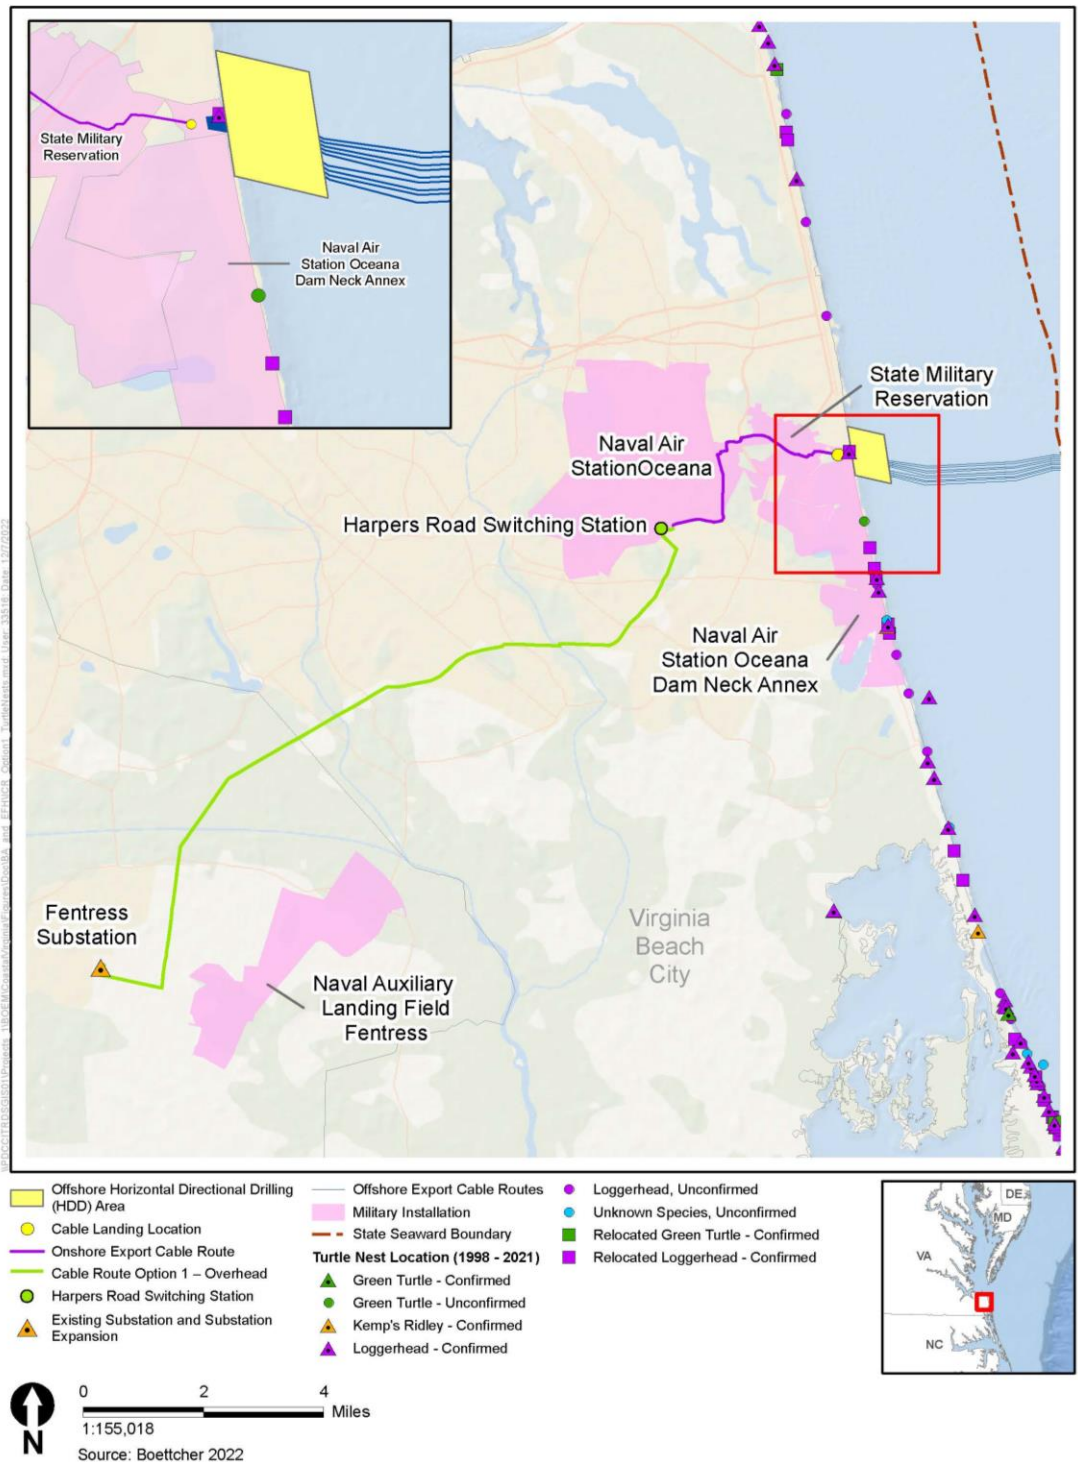 State Military
Reservation
Naval Air
Station Oceana
Dam Neck Annex
State Military
Reservation
Naval Air
StationOceana
Harpers Road Switching Station
Naval Air
Station Oceana
Dam Neck Annex
Fentress
Substation
Naval Auxiliary
Landing Field
Fentress
Virginia
Beach
City
Offshore Horizontal Directional Drilling
(HDD) Area
Cable Landing Location
Onshore Export Cable Route
Cable Route Option 1 – Overhead
Harpers Road Switching Station
Existing Substation and Substation
Expansion
Offshore Export Cable Routes
Military Installation
State Seaward Boundary
Turtle Nest Location (1998 - 2021)
Green Turtle - Confirmed
Green Turtle - Unconfirmed
Kemp's Ridley - Confirmed
Loggerhead - Confirmed
Loggerhead, Unconfirmed
Unknown Species, Unconfirmed
Relocated Green Turtle - Confirmed
Relocated Loggerhead - Confirmed
DE
MD
VA
NC
N
0 2 4
Miles
1:155,018
Source: Boettcher 2022